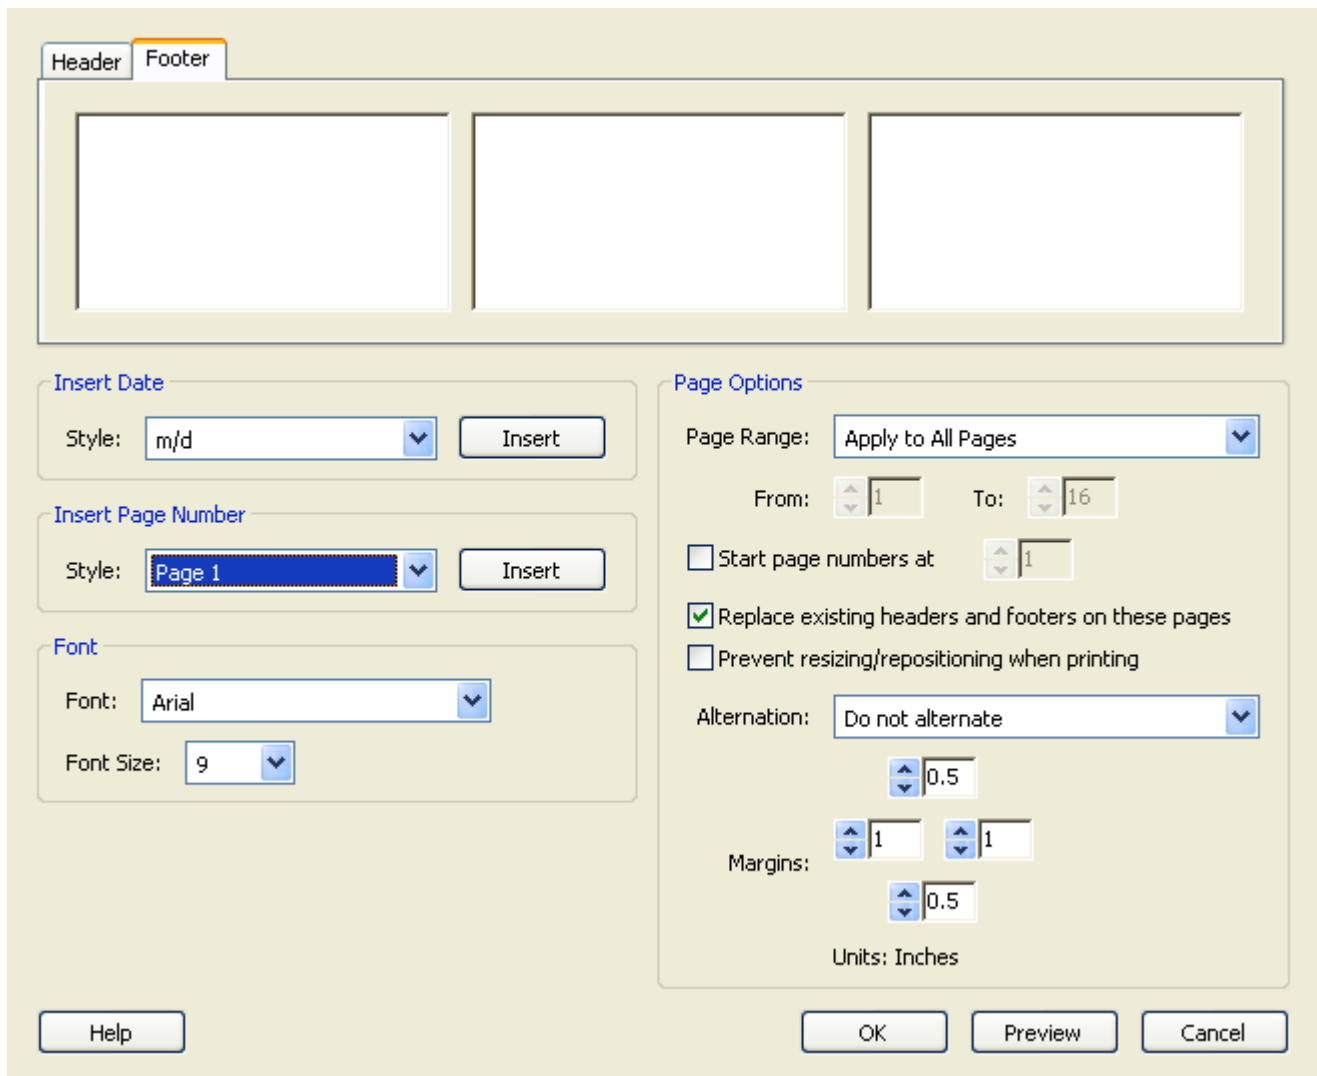 Header Footer
Insert Date
Style: m/d Insert
Insert Page Number
Style: Page 1 Insert
Font
Font: Arial
Font Size: 9
Page Options
Page Range: Apply to All Pages
From: 1 To: 16
Start page numbers at 1
Replace existing headers and footers on these pages
Prevent resizing/repositioning when printing
Alternation: Do not alternate
0.5
1 1
Margins:
0.5
Units: Inches
Help OK Preview Cancel